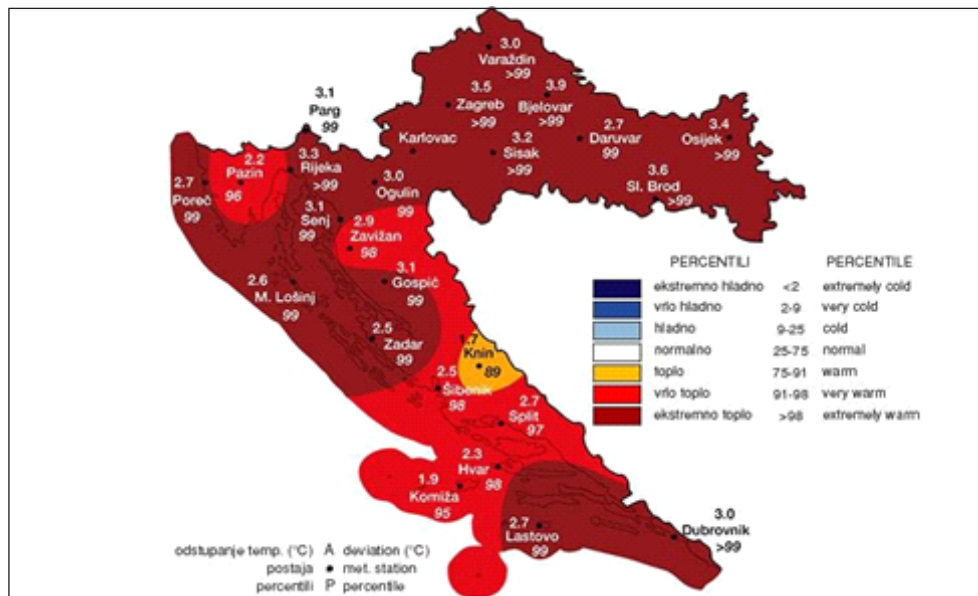 3.0
Varaždin
>99
3.5
Zagreb
>99
3.9
Bjelovar
>99
3.1
Parg
99
Karlovac
3.2
Sisak
>99
2.7
Daruvar
99
3.4
Osijek
>99
3.6
Sl. Brod
>99
2.2
Pazin
96
3.3
Rijeka
>99
2.7
Poreč
99
3.0
Ogulin
99
3.1
Senj
99
2.9
Zavižan
98
3.1
Gospić
99
2.6
M. Lošinj
99
2.5
Zadar
99
1.7
Knin
89
2.5
Šibenik
98
2.7
Split
97
2.3
Hvar
98
1.9
Komiža
95
2.7
Lastovo
99
3.0
Dubrovnik
>99
PERCENTILI PERCENTILE
ekstremno hladno <2 extremely cold
vrlo hladno 2-9 very cold
hladno 9-25 cold
normalno 25-75 normal
toplo 75-91 warm
vrlo toplo 91-98 very warm
ekstremno toplo >98 extremely warm
odstupanje temp. (°C) A deviation (°C)
postaja • met. station
percentili P percentile